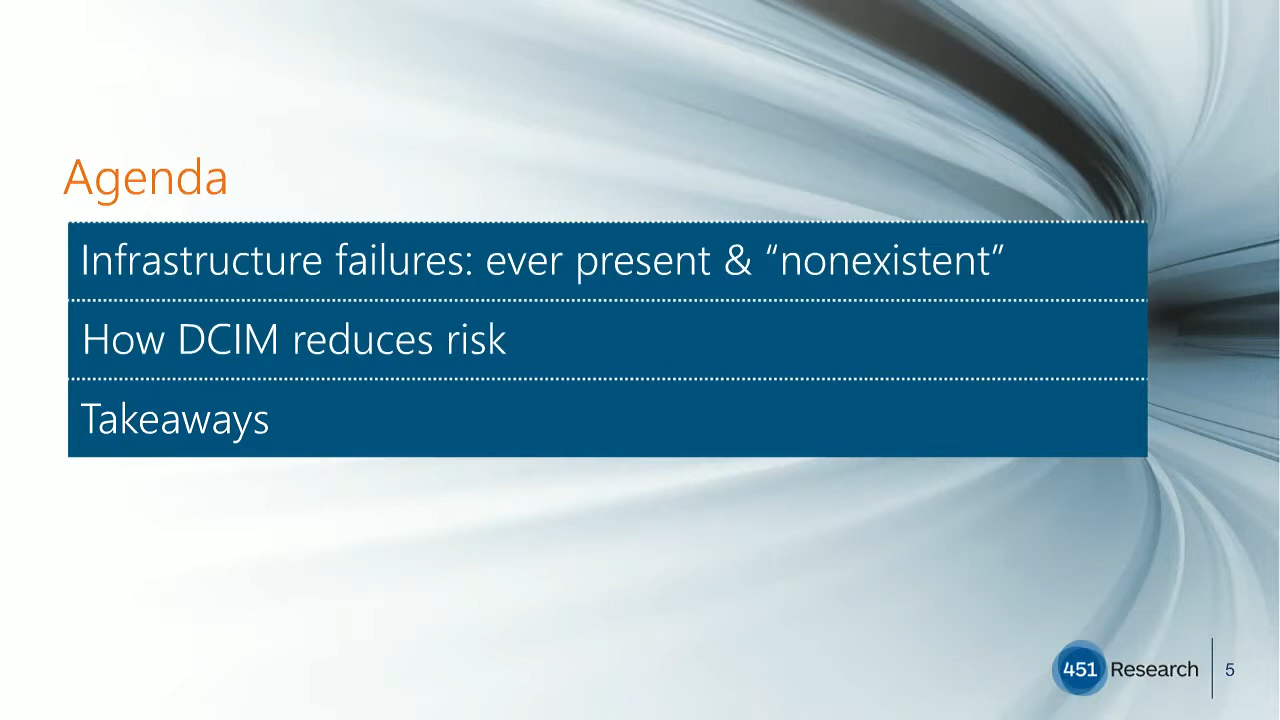 Agenda
Infrastructure failures: ever present & “nonexistent”
How DCIM reduces risk
Takeaways
451 Research 5